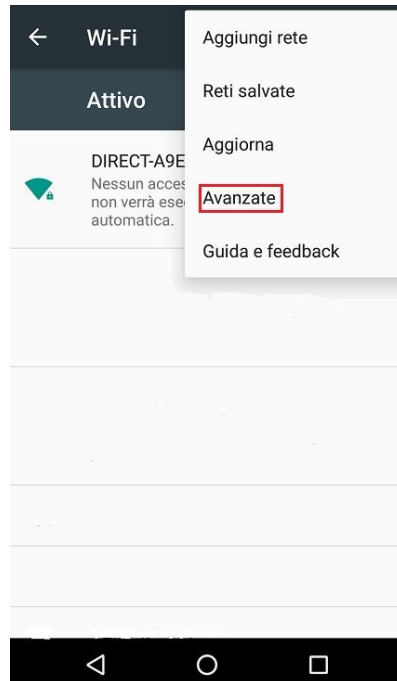 Wi-Fi
Aggiungi rete
Attivo
Reti salvate
Aggiorna
DIRECT-A9E
Nessun acces
non verrà ese
automatica.
Avanzate
Guida e feedback